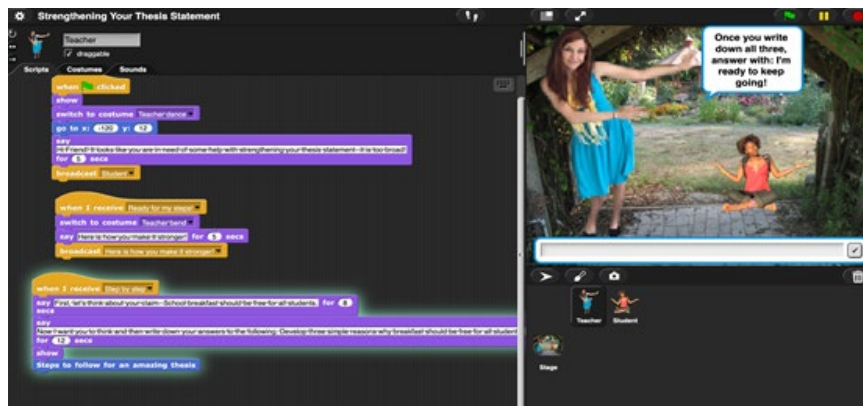 Strengthening Your Thesis Statement
Teacher
draggable
Scripts Costumes Sounds
when clicked
show
switch to costume Teacherdance
go to x: -120 y: 12
say
Hi Friend! It looks like you are in need of some help with strengthening your thesis statement--it is too broad!
for 5 secs
broadcast Student
when I receive Ready for my steps!
switch to costume Teacherbend
say Here is how you make it stronger! for 5 secs
broadcast Here is how you make it stronger!
when I receive Step by step
say First, let's think about your claim--School breakfast should be free for all students. for 8
secs
say
Now I want you to think and then write down your answers to the following: Develop three simple reasons why breakfast should be free for all student
for 12 secs
show
Steps to follow for an amazing thesis
Once you write
down all three,
answer with: I'm
ready to keep
going!
Teacher Student
Stage